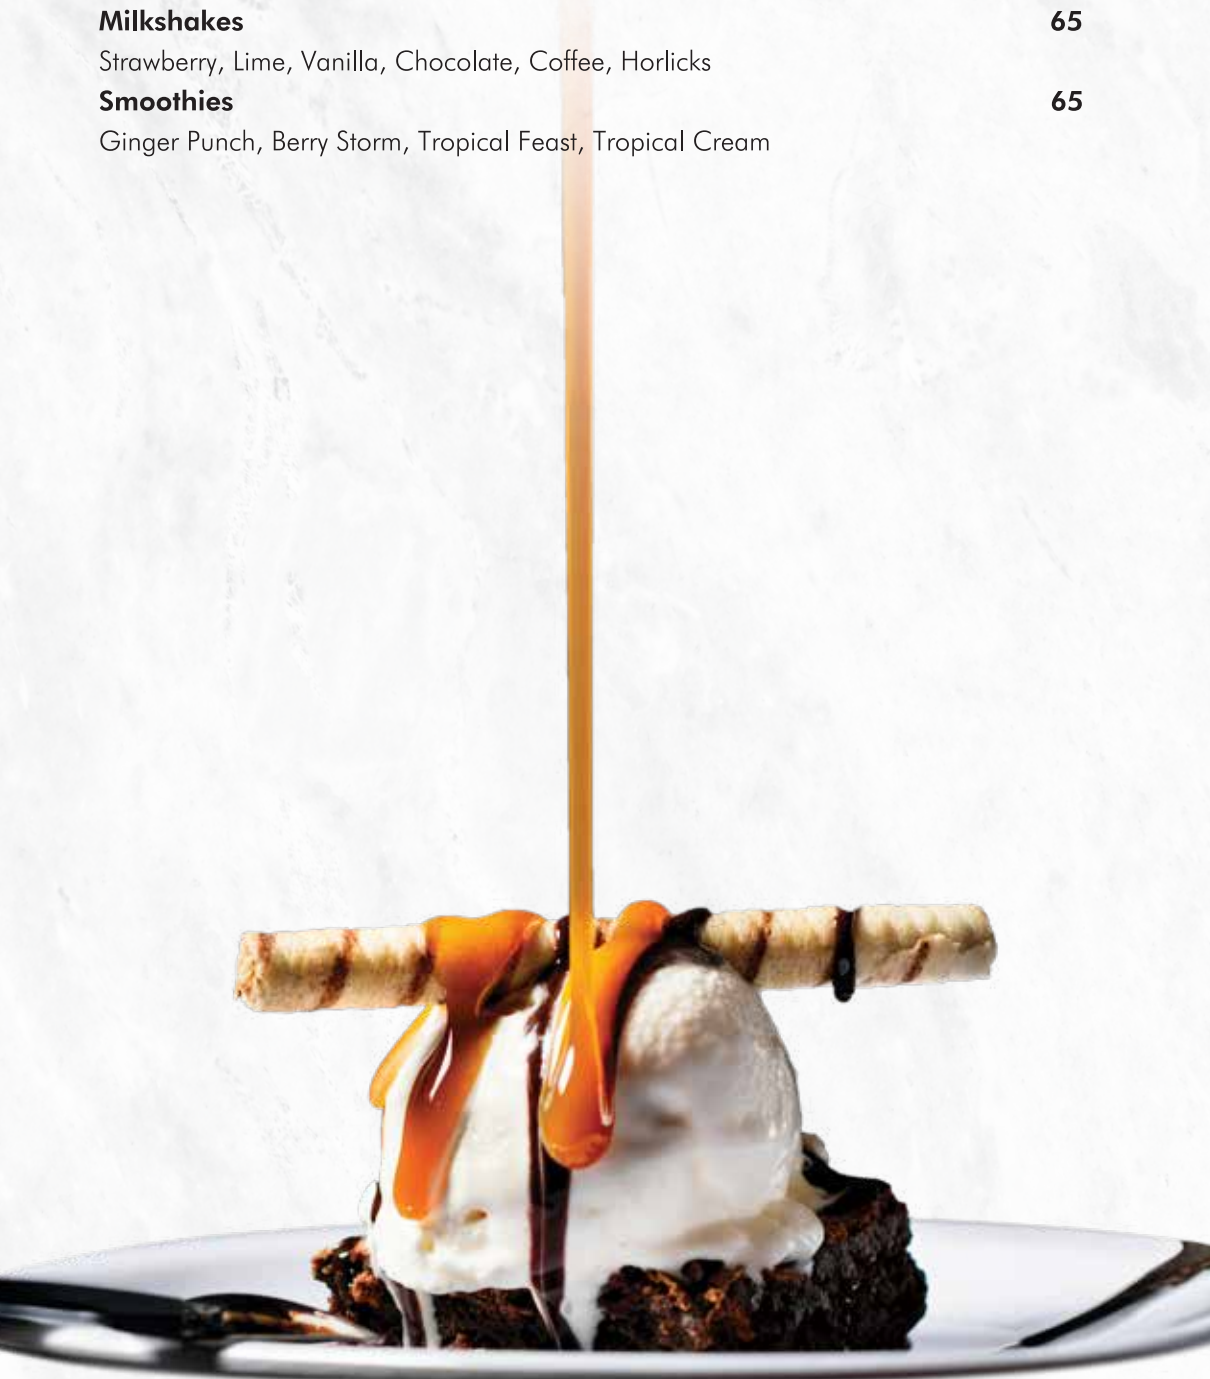 Milkshakes 65
Strawberry, Lime, Vanilla, Chocolate, Coffee, Horlicks
Smoothies 65
Ginger Punch, Berry Storm, Tropical Feast, Tropical Cream